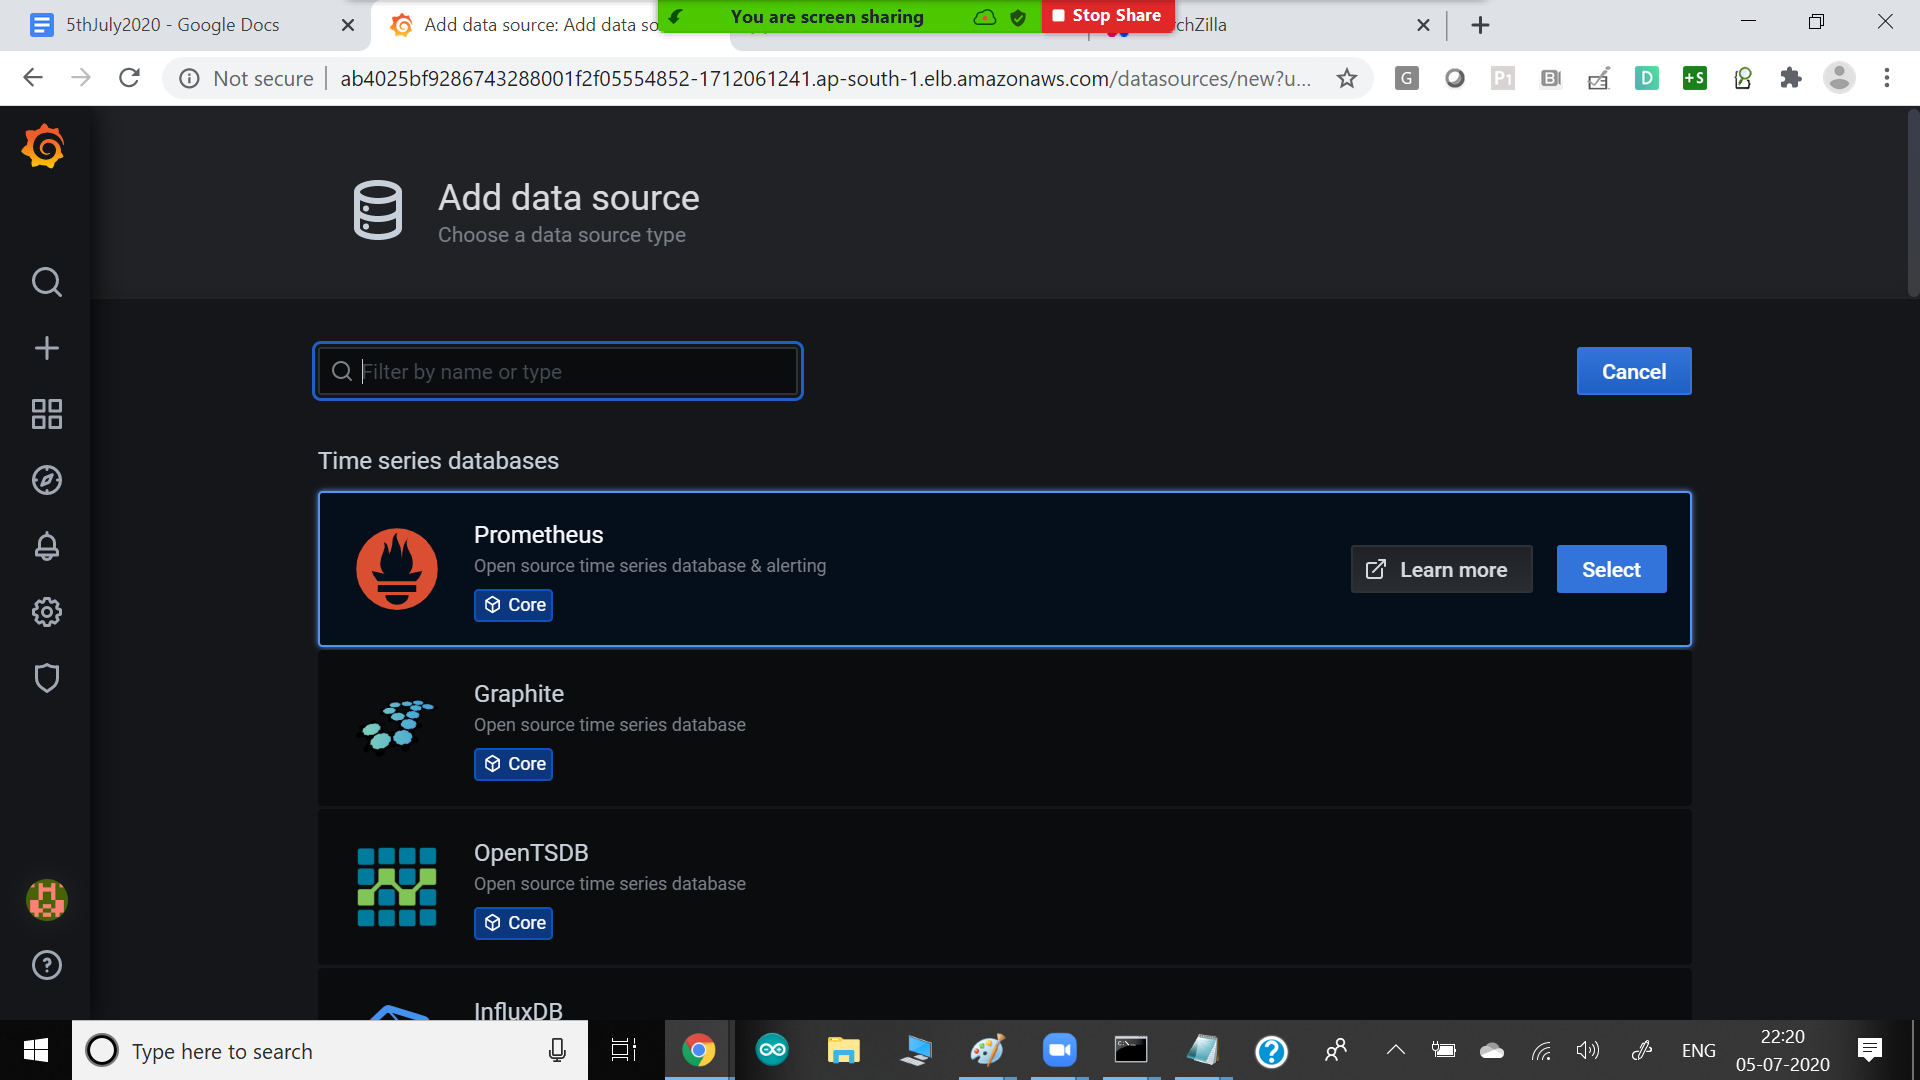 5thJuly2020 - Google Docs
Add data source: Add data so
You are screen sharing
Stop Share
chZilla
Not secure
ab4025bf9286743288001f2f05554852-1712061241.ap-south-1.elb.amazonaws.com/datasources/new?u...
Add data source
Choose a data source type
Filter by name or type
Cancel
Time series databases
Prometheus
Open source time series database & alerting
Core
Learn more
Select
Graphite
Open source time series database
Core
OpenTSDB
Open source time series database
Core
InfluxDB
Type here to search
ENG
22:20
05-07-2020